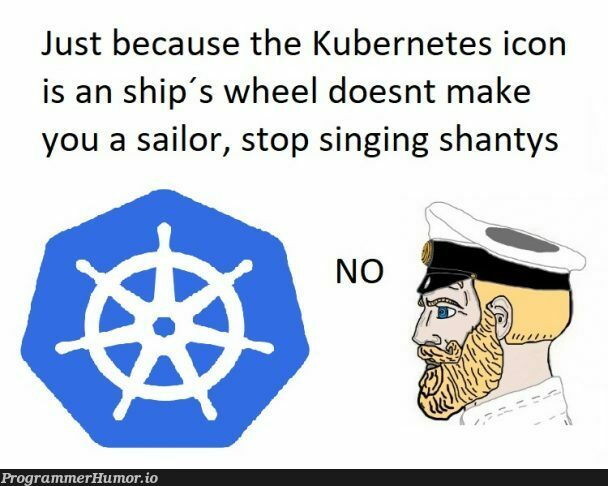 Just because the Kubernetes icon
is an ship´s wheel doesnt make
you a sailor, stop singing shantys
NO
ProgrammerHumor.io